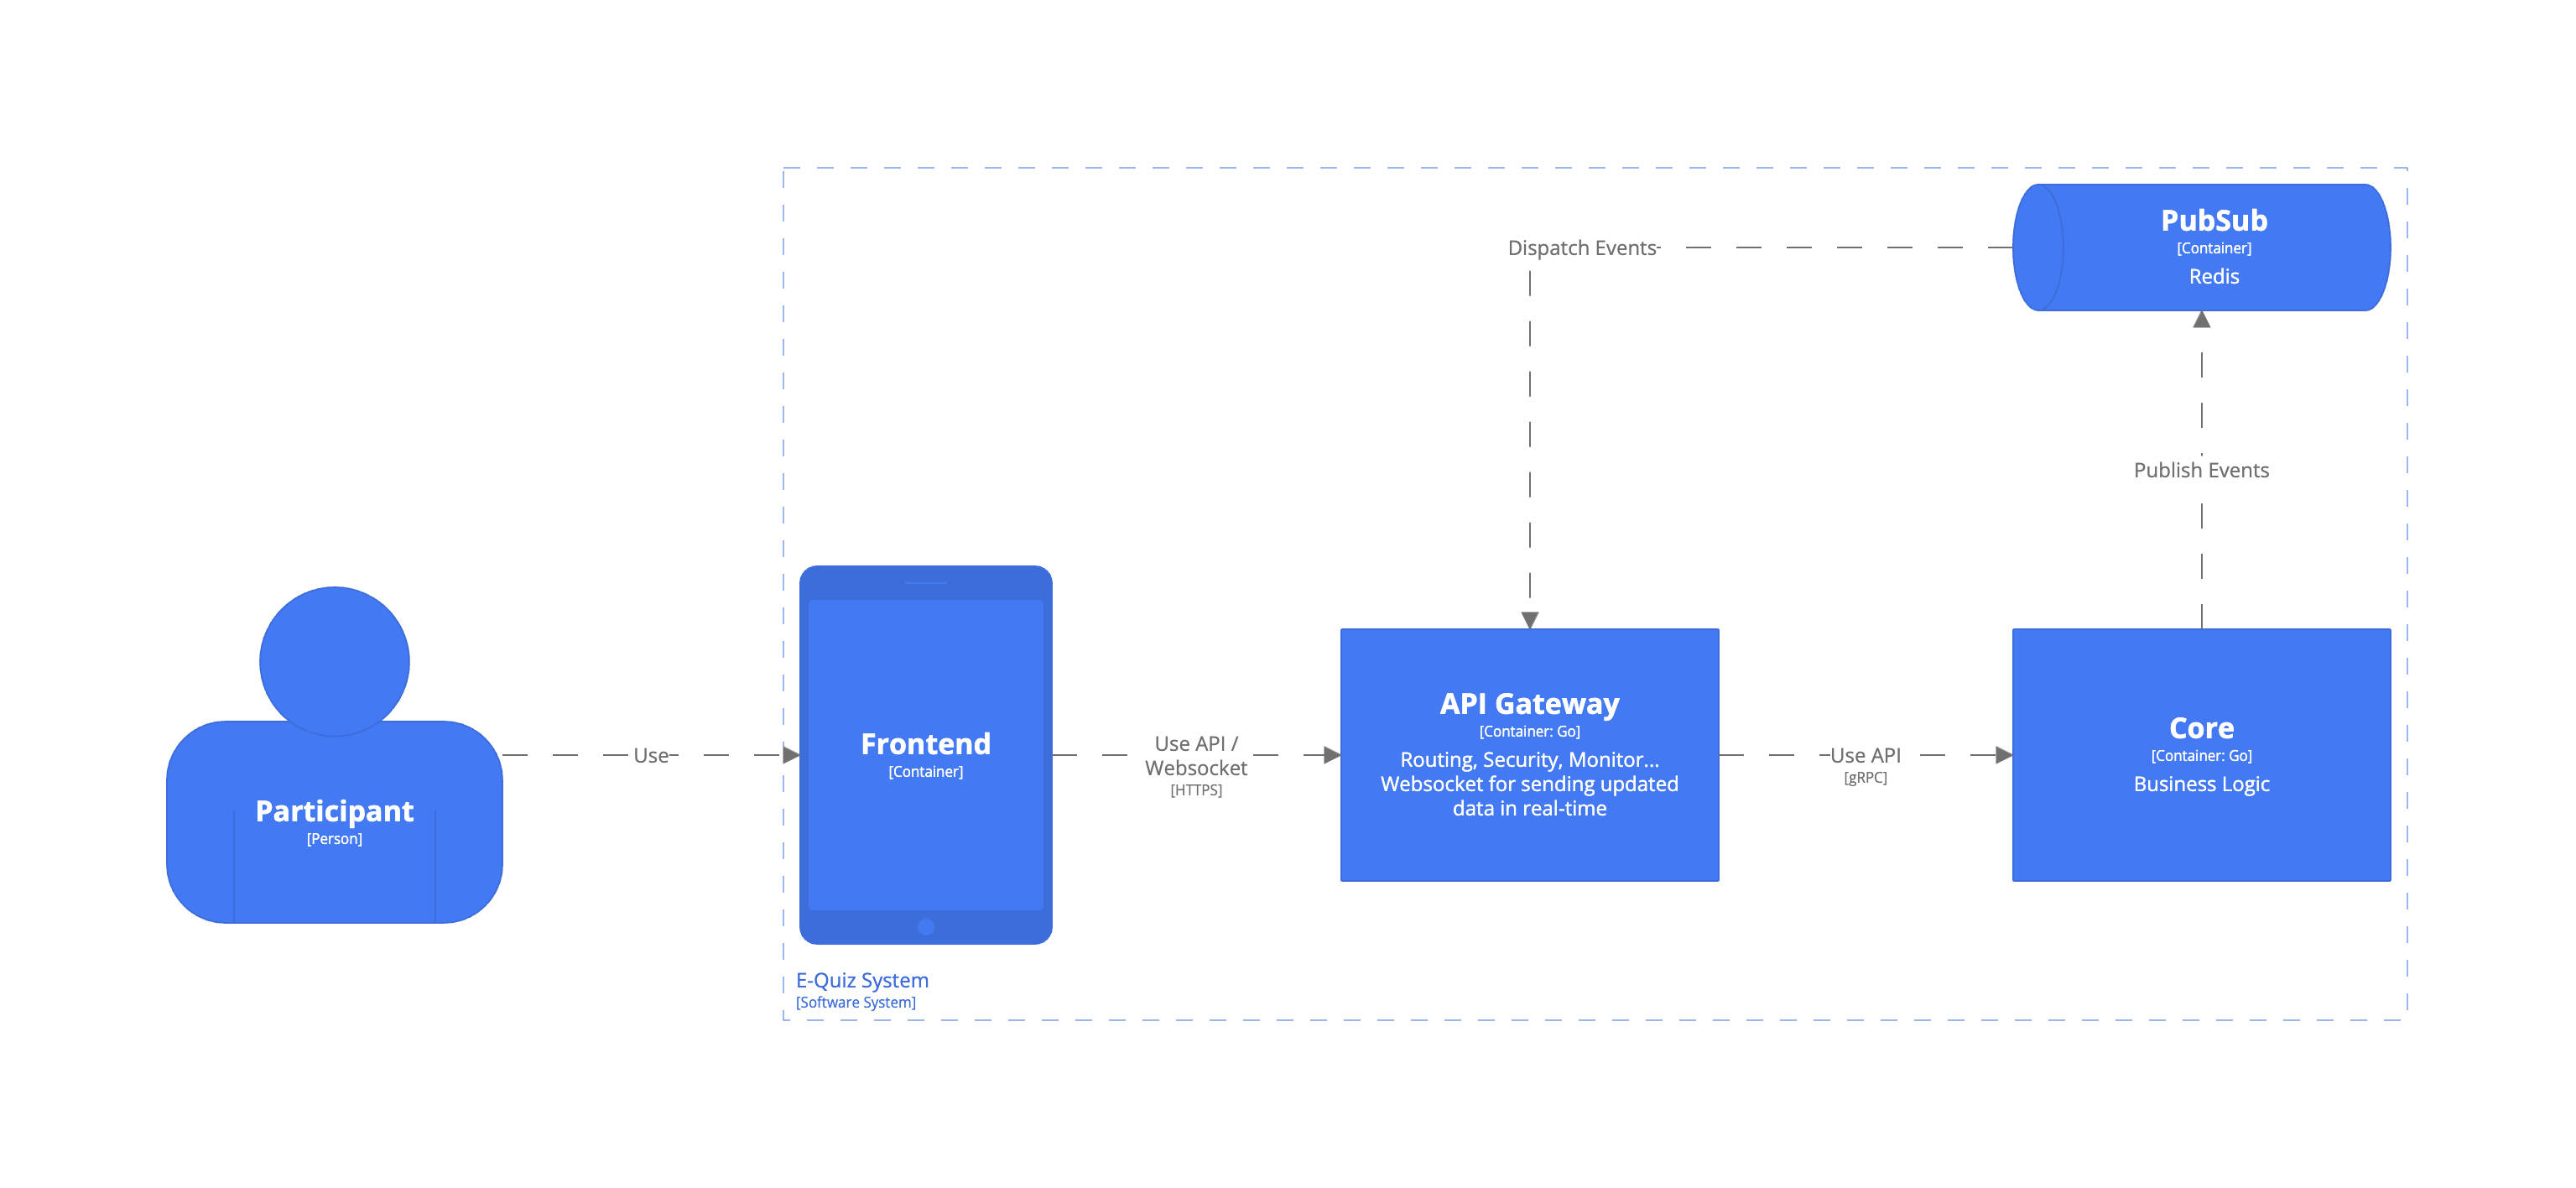 PubSub
[Container]
Redis
Dispatch Events
Publish Events
Participant
[Person]
Use
Frontend
[Container]
Use API /
Websocket
[HTTPS]
API Gateway
[Container: Go]
Routing, Security, Monitor...
Websocket for sending updated
data in real-time
Use API
[gRPC]
Core
[Container: Go]
Business Logic
E-Quiz System
[Software System]